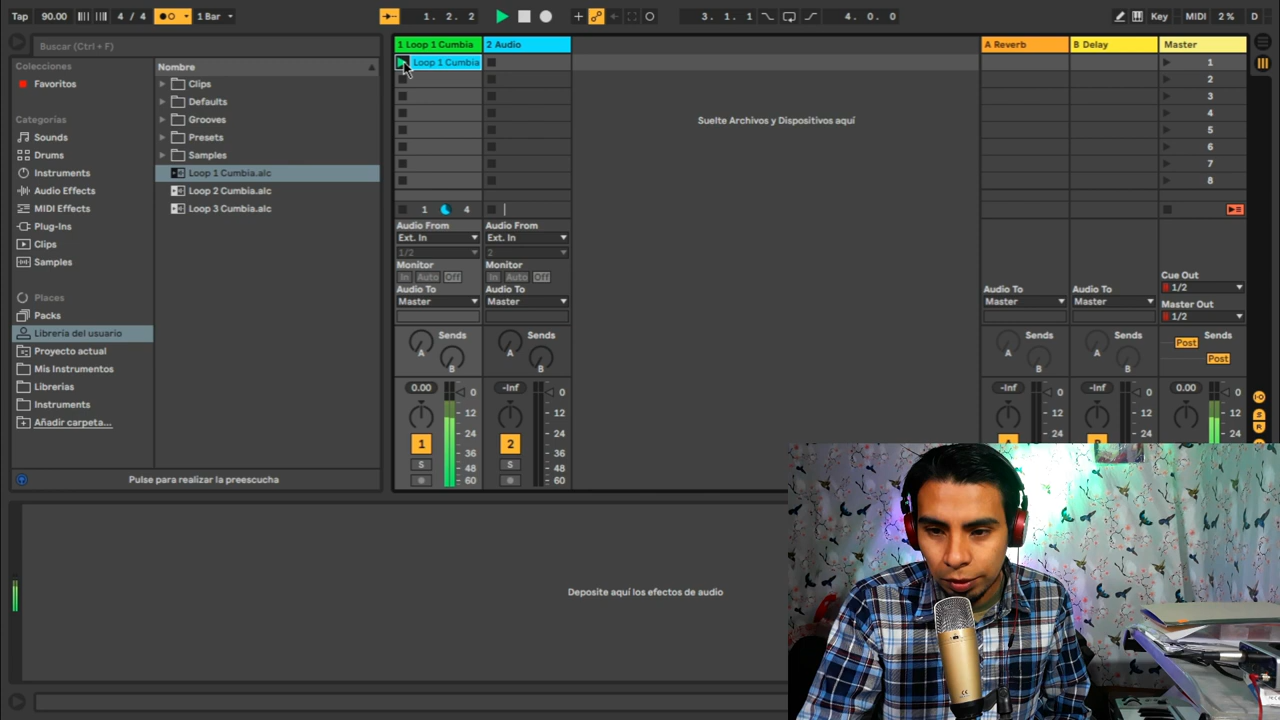 Tap 90.00 4 / 4 1 Bar 1. 2. 2 3. 1. 1 4. 0. 0 Key MIDI 2 % D
Buscar (Ctrl + F)
Colecciones
Favoritos
Categorías
Sounds
Drums
Instruments
Audio Effects
MIDI Effects
Plug-Ins
Clips
Samples
Places
Packs
Librería del usuario
Proyecto actual
Mis Instrumentos
Librerias
Instruments
Añadir carpeta...
Nombre
Clips
Defaults
Grooves
Presets
Samples
Loop 1 Cumbia.alc
Loop 2 Cumbia.alc
Loop 3 Cumbia.alc
Pulse para realizar la preescucha
1 Loop 1 Cumbia 2 Audio A Reverb B Delay Master
Loop 1 Cumbia 1
2
3
4
5
6
7
8
Suelte Archivos y Dispositivos aquí
1 4
Audio From Audio From
Ext. In Ext. In
1/2 2
Monitor Monitor
In Auto Off In Auto Off
Audio To Audio To Audio To Audio To
Master Master Master Master
Cue Out
1/2
Master Out
1/2
Sends Sends Sends Sends Sends
A A A A Post
B B B B Post
0.00 -Inf -Inf -Inf 0.00
0 0 0 0 0
12 12 12 12 12
24 24 24 24 24
36 36
48 48
60 60
1 2
S S
Deposite aquí los efectos de audio